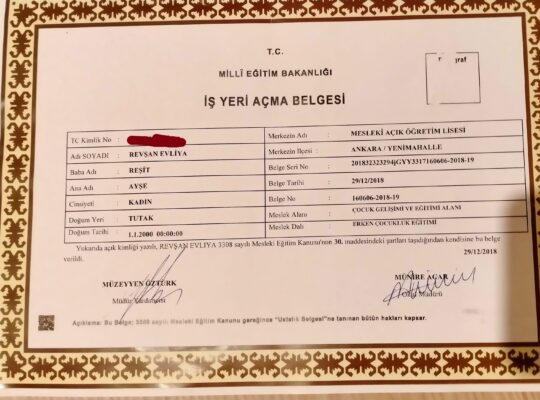 T.C.
MİLLÎ EĞİTİM BAKANLIĞI
İŞ YERİ AÇMA BELGESİ
ğraf
TC Kimlik No :
Adı SOYADI : REVŞAN EVLİYA
Baba Adı : REŞİT
Ana Adı : AYŞE
Cinsiyeti : KADIN
Doğum Yeri : TUTAK
Doğum Tarihi : 1.1.2000 00:00:00
Merkezin Adı : MESLEKİ AÇIK ÖĞRETİM LİSESİ
Merkezin İlçesi : ANKARA / YENİMAHALLE
Belge Seri No : 
Belge Tarihi : 29/12/2018
Belge No : 160606-2018-19
Meslek Alanı : ÇOCUK GELİŞİMİ VE EĞİTİMİ ALANI
Meslek Dalı : ERKEN ÇOCUKLUK EĞİTİMİ
Yukarıda açık kimliği yazılı, REVŞAN EVLİYA 3308 sayılı Mesleki Eğitim Kanunu'nun 30. maddesindeki şartları taşıdığından kendisine bu belge
verildi.
29/12/2018
MÜZEYYEN ÖZTÜRK
Müdür Yardımcısı
MÜNİRE ACAR
Müdürü
Açıklama: Bu Belge; 3308 sayılı Mesleki Eğitim Kanunu gereğince "Ustalık Belgesi"ne tanınan bütün hakları kapsar.